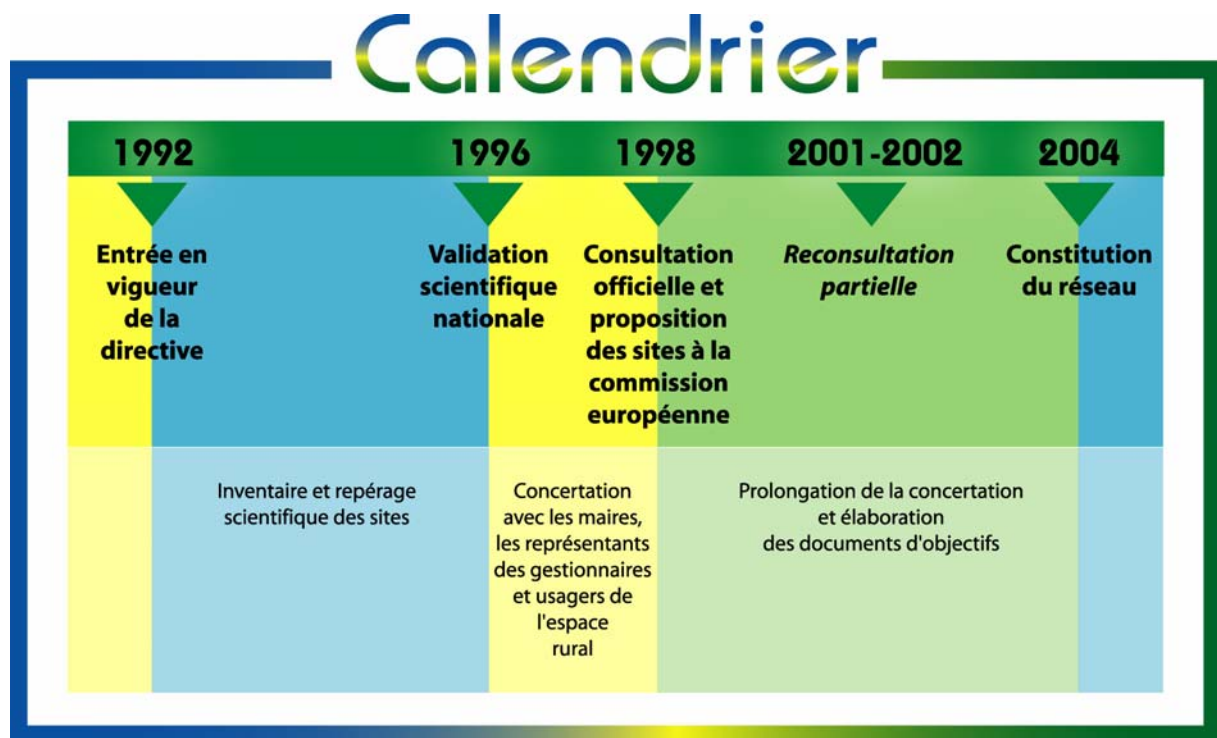 Calendrier
1992
1996
1998
2001-2002
2004
Entrée en
vigueur
de la
directive
Validation
scientifique
nationale
Consultation
officielle et
proposition
des sites à la
commission
européenne
Reconsultation
partielle
Constitution
du réseau
Inventaire et repérage
scientifique des sites
Concertation
avec les maires,
les représentants
des gestionnaires
et usagers de
l'espace
rural
Prolongation de la concertation
et élaboration
des documents d'objectifs